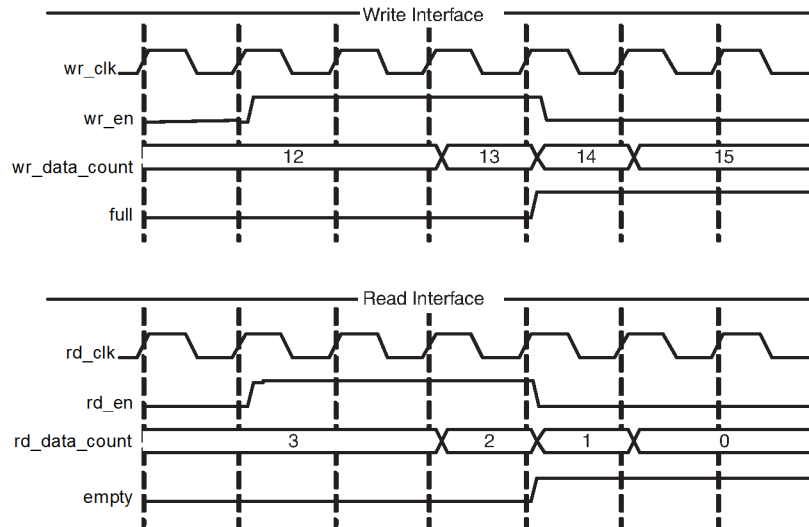 Write Interface
wr_clk
wr_en
wr_data_count 12 13 14 15
full
Read Interface
rd_clk
rd_en
rd_data_count 3 2 1 0
empty